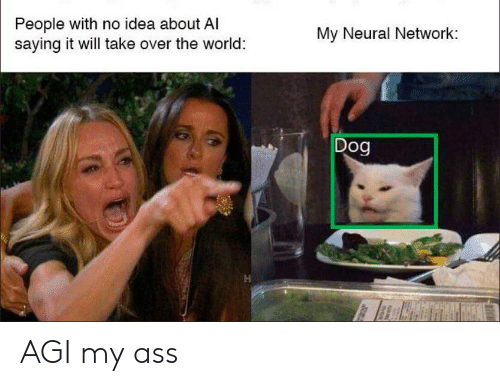 People with no idea about AI
saying it will take over the world:
My Neural Network:
Dog
AGI my ass